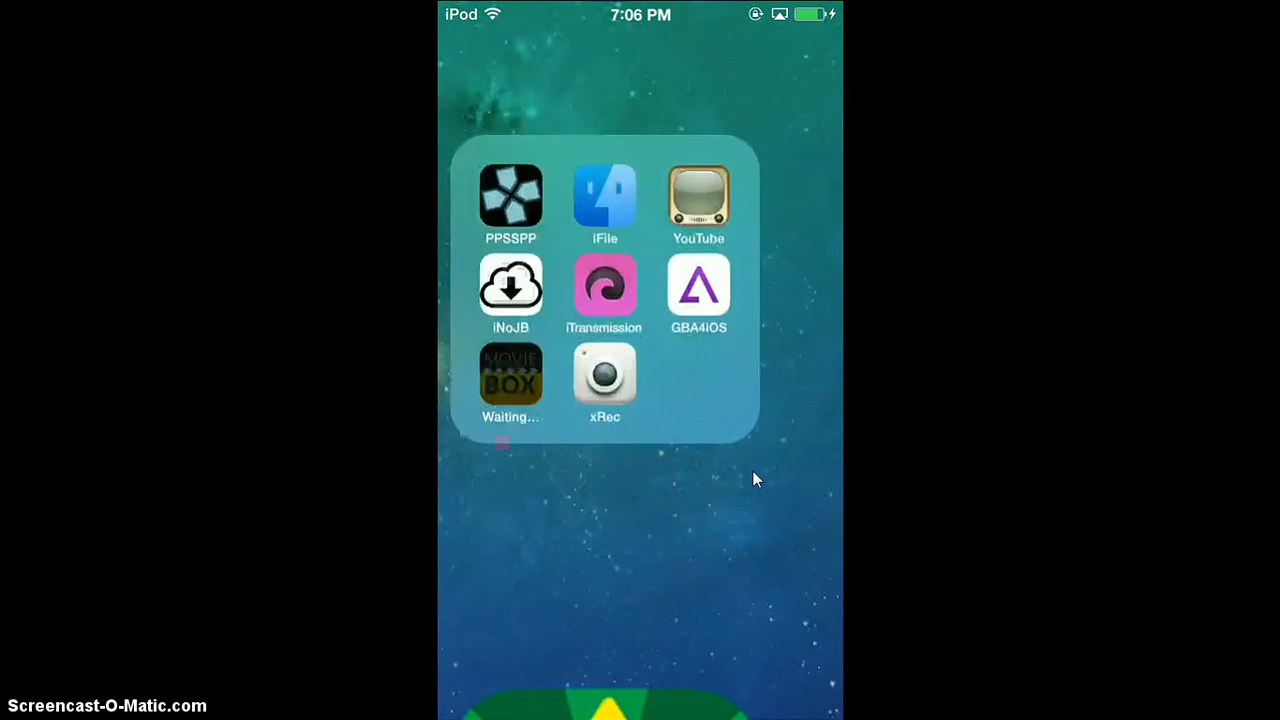 iPod 7:06 PM
PPSSPP iFile YouTube
iNoJB iTransmission GBA4iOS
MOVIE
BOX
Waiting... xRec
Screencast-O-Matic.com